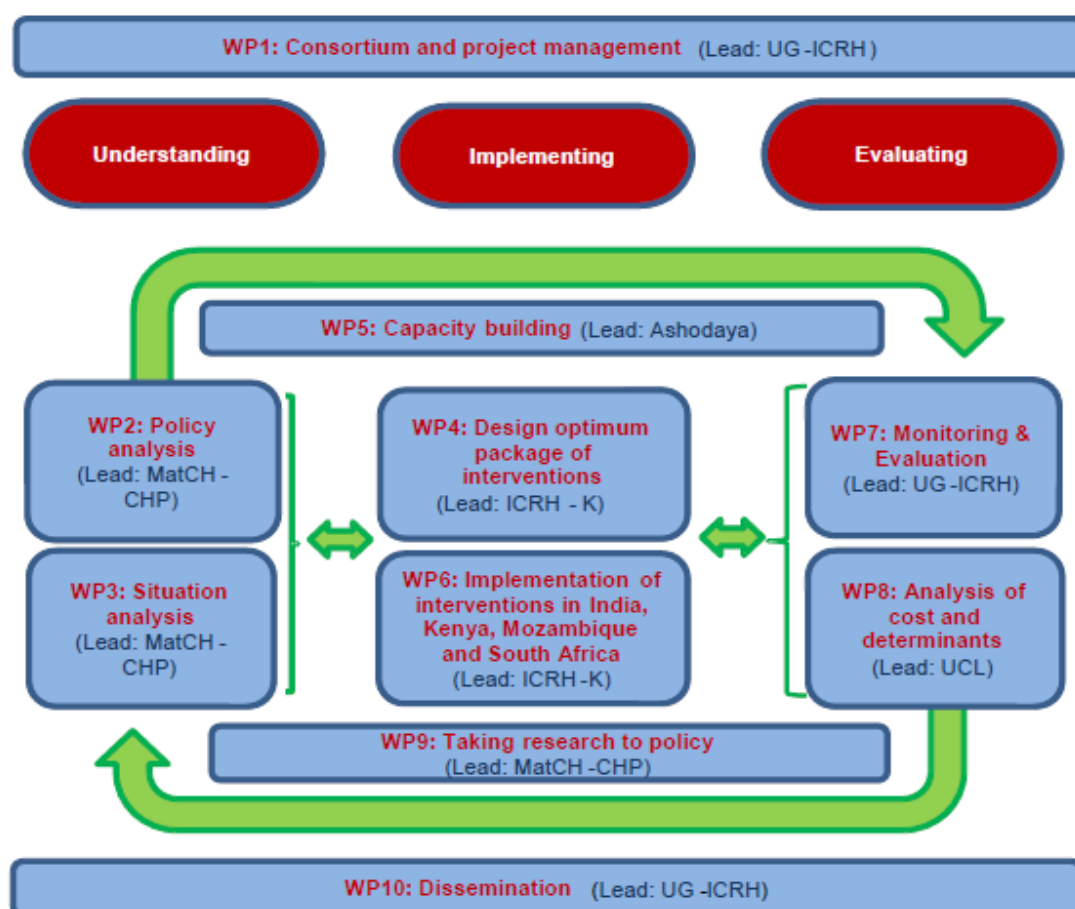 WP1: Consortium and project management (Lead: UG-ICRH)
Understanding
Implementing
Evaluating
WP5: Capacity building (Lead: Ashodaya)
WP2: Policy
analysis
(Lead: MatCH -
CHP)
WP4: Design optimum
package of
interventions
(Lead: ICRH - K)
WP7: Monitoring &
Evaluation
(Lead: UG-ICRH)
WP3: Situation
analysis
(Lead: MatCH -
CHP)
WP6: Implementation of
interventions in India,
Kenya, Mozambique
and South Africa
(Lead: ICRH-K)
WP8: Analysis of
cost and
determinants
(Lead: UCL)
WP9: Taking research to policy
(Lead: MatCH-CHP)
WP10: Dissemination (Lead: UG-ICRH)